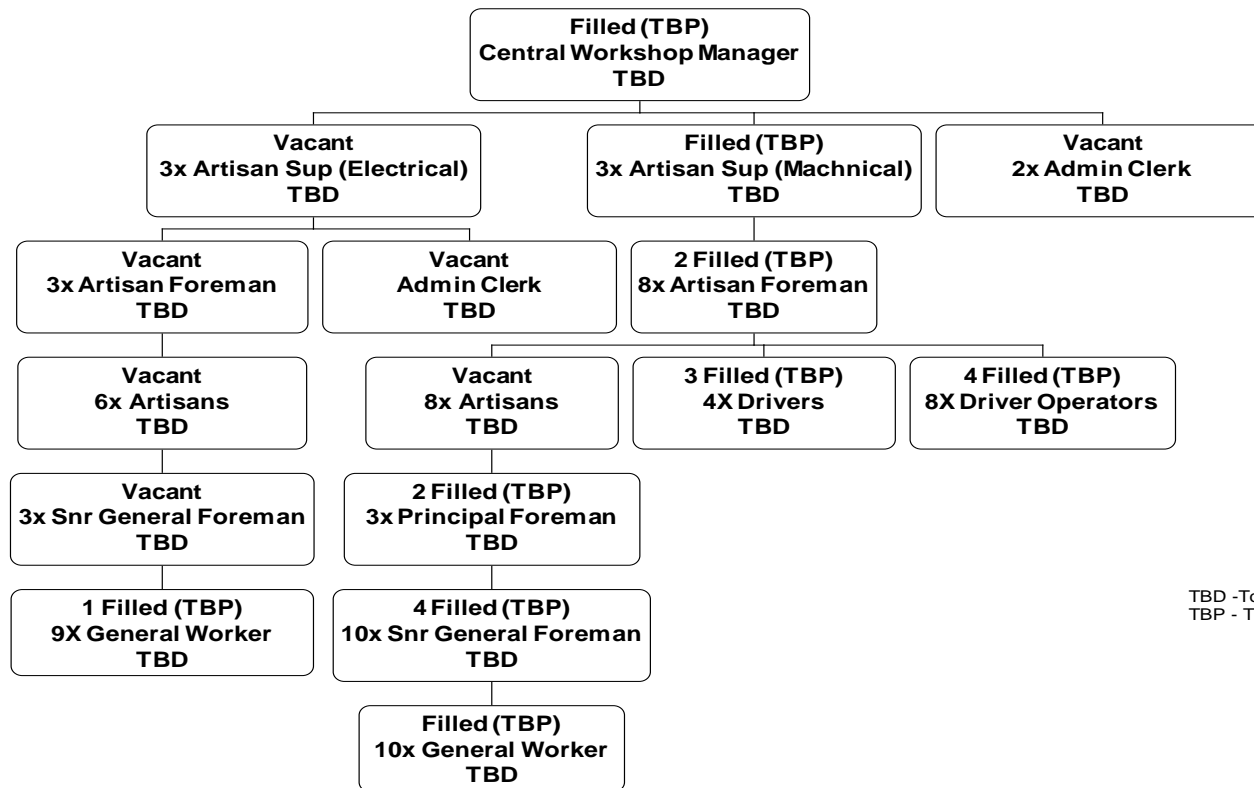 Filled (TBP)
Central Workshop Manager
TBD
Vacant
3x Artisan Sup (Electrical)
TBD
Filled (TBP)
3x Artisan Sup (Machnical)
TBD
Vacant
2x Admin Clerk
TBD
Vacant
3x Artisan Foreman
TBD
Vacant
Admin Clerk
TBD
2 Filled (TBP)
8x Artisan Foreman
TBD
Vacant
6x Artisans
TBD
Vacant
8x Artisans
TBD
3 Filled (TBP)
4X Drivers
TBD
4 Filled (TBP)
8X Driver Operators
TBD
Vacant
3x Snr General Foreman
TBD
2 Filled (TBP)
3x Principal Foreman
TBD
1 Filled (TBP)
9X General Worker
TBD
4 Filled (TBP)
10x Snr General Foreman
TBD
TBD -To
TBP - T
Filled (TBP)
10x General Worker
TBD